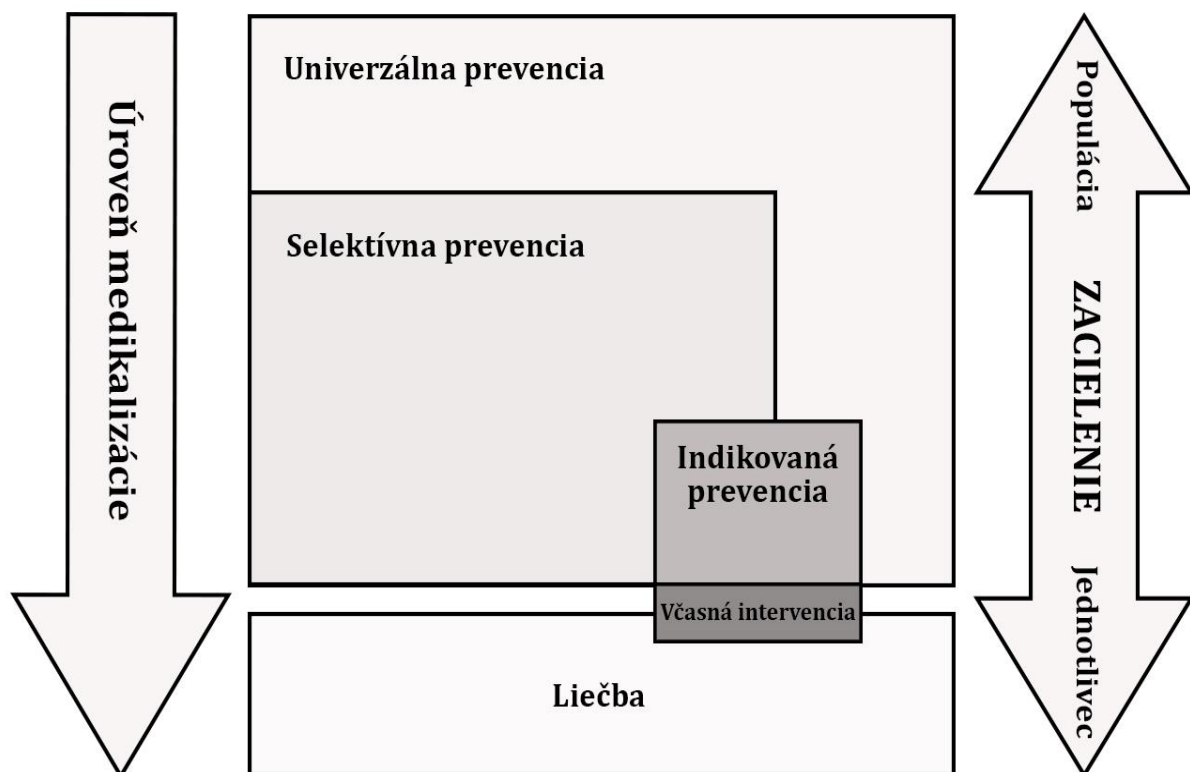 Úroveň medikalizácie
Univerzálna prevencia
Selektívna prevencia
Indikovaná
prevencia
Včasná intervencia
Liečba
Populácia
ZACIELENIE
Jednotlivec